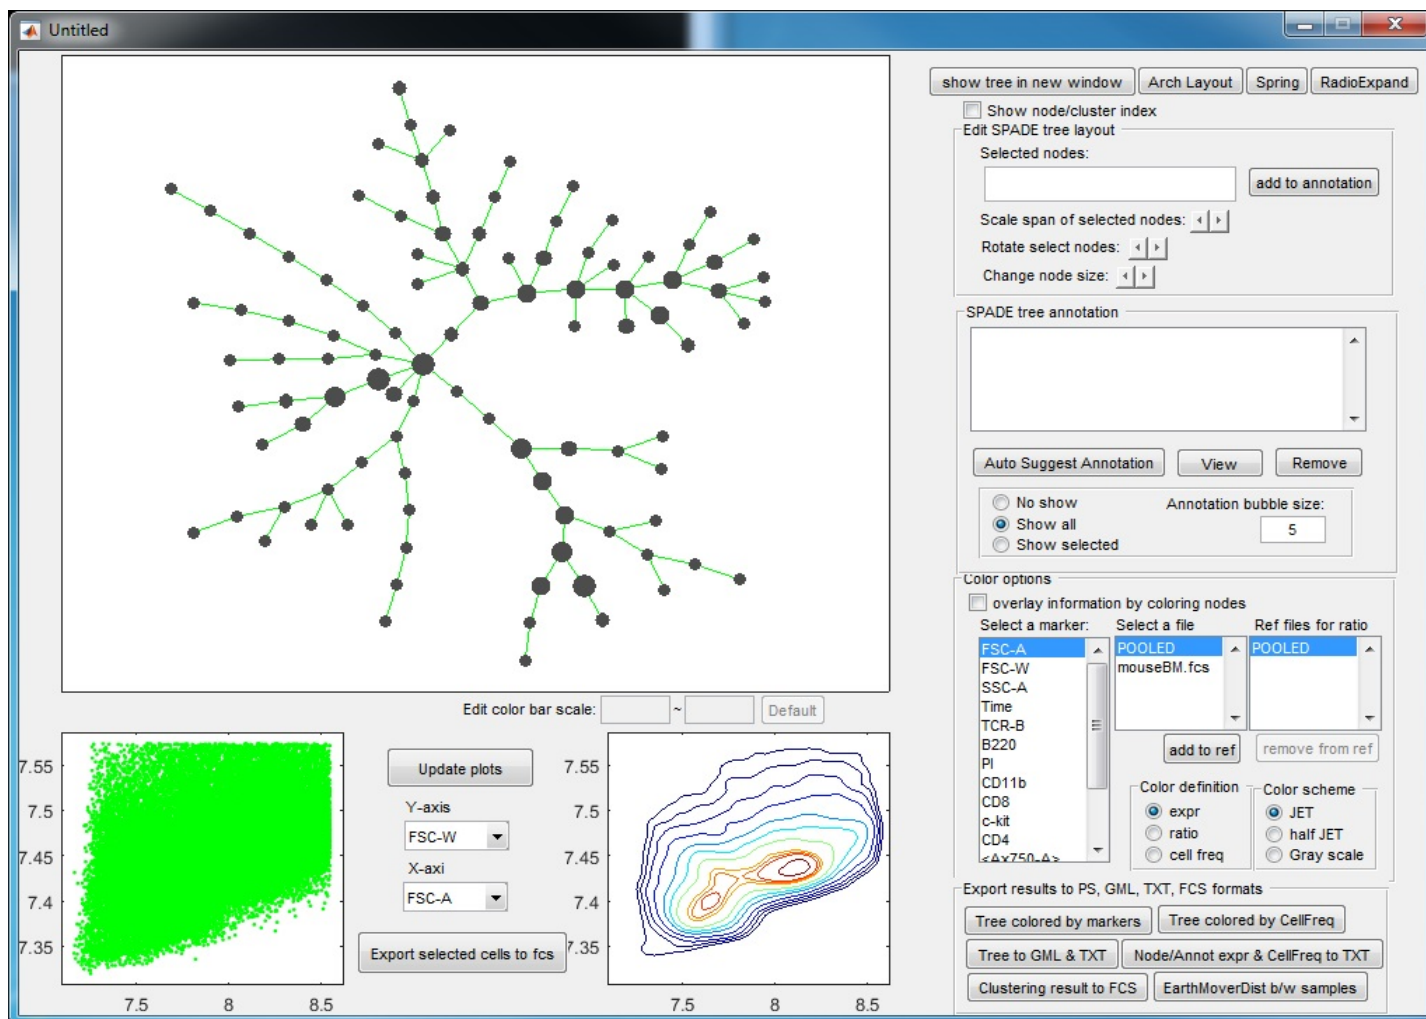 Untitled
show tree in new window
Arch Layout
Spring
RadioExpand
Show node/cluster index
Edit SPADE tree layout
Selected nodes:
add to annotation
Scale span of selected nodes:
Rotate select nodes:
Change node size:
SPADE tree annotation
Auto Suggest Annotation
View
Remove
No show
Show all
Show selected
Annotation bubble size:
5
Color options
overlay information by coloring nodes
Select a marker:
FSC-A
FSC-W
SSC-A
Time
TCR-B
B220
PI
CD11b
CD8
c-kit
CD4
<Ax750-A>
Select a file
POOLED
mouseBM.fcs
Ref files for ratio
POOLED
add to ref
remove from ref
Color definition
expr
ratio
cell freq
Color scheme
JET
half JET
Gray scale
Export results to PS, GML, TXT, FCS formats
Tree colored by markers
Tree colored by CellFreq
Tree to GML & TXT
Node/Annot expr & CellFreq to TXT
Clustering result to FCS
EarthMoverDist b/w samples
Edit color bar scale:
~
Default
7.55
7.5
7.45
7.4
7.35
7.5
8
8.5
Update plots
Y-axis
FSC-W
X-axi
FSC-A
Export selected cells to fcs
7.55
7.5
7.45
7.4
7.35
7.5
8
8.5